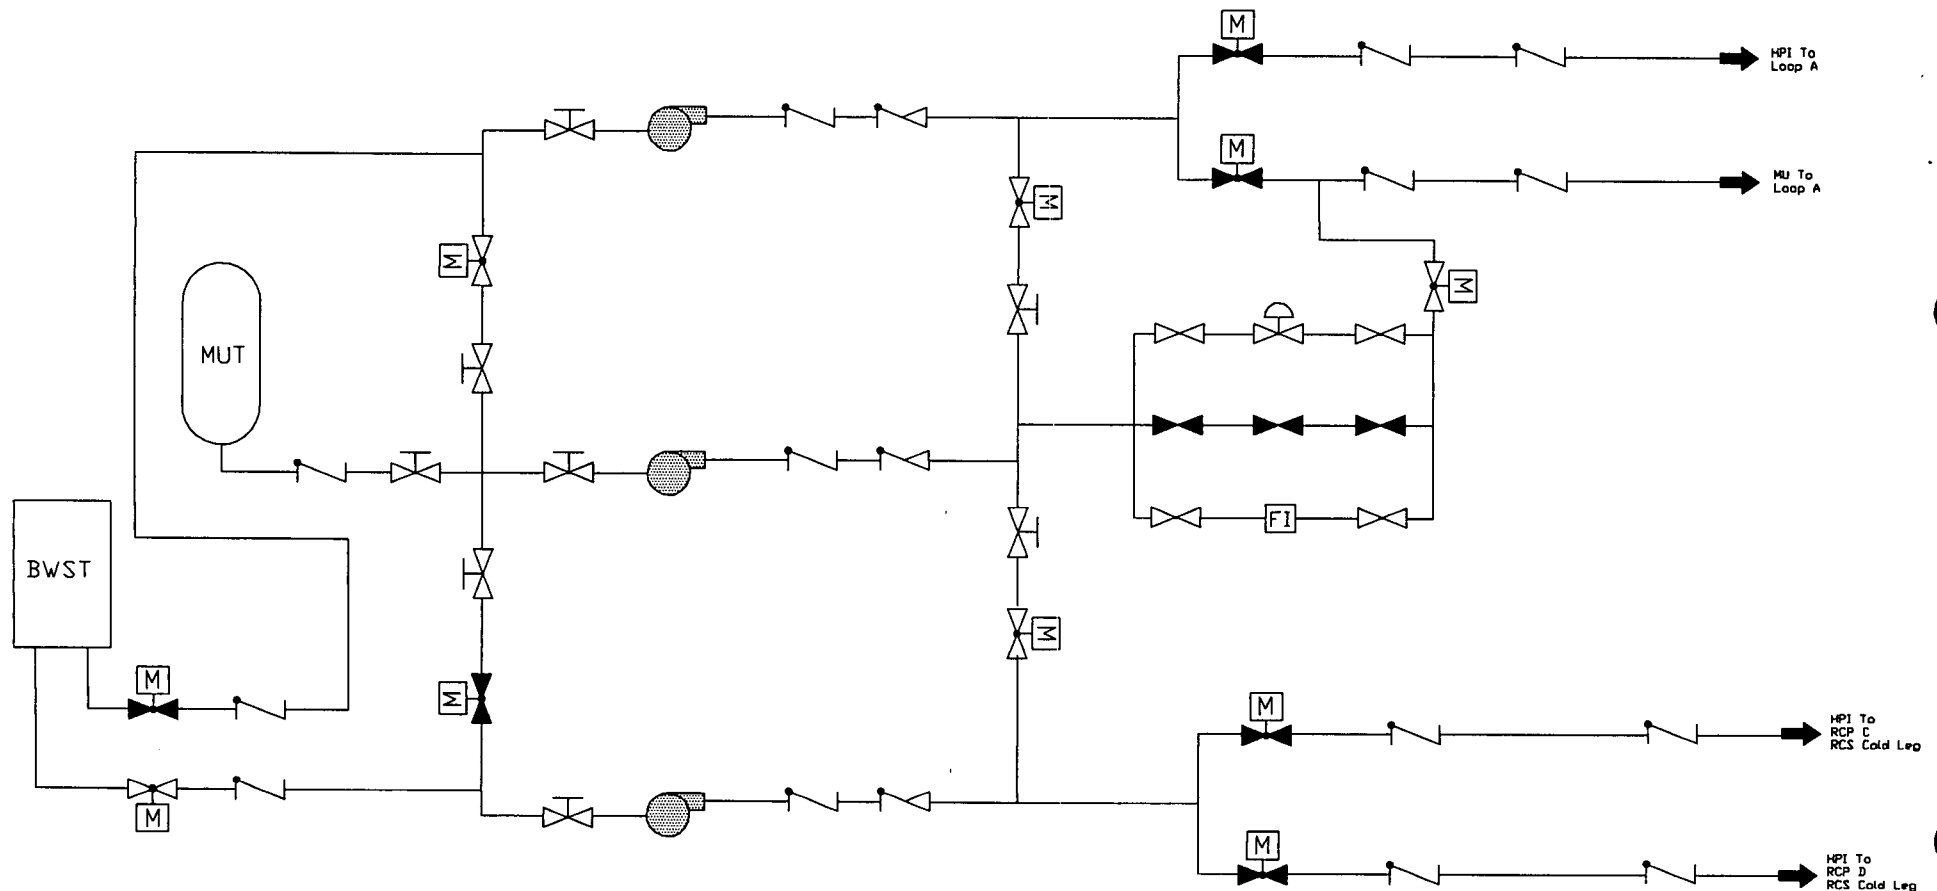 M
HPI To
Loop A
M
MU To
Loop A
M
M
M
MUT
BWST
FI
M
M
M
M
HPI To
RCP C
RCS Cold Leg
M
M
HPI To
RCP D
RCS Cold Leg